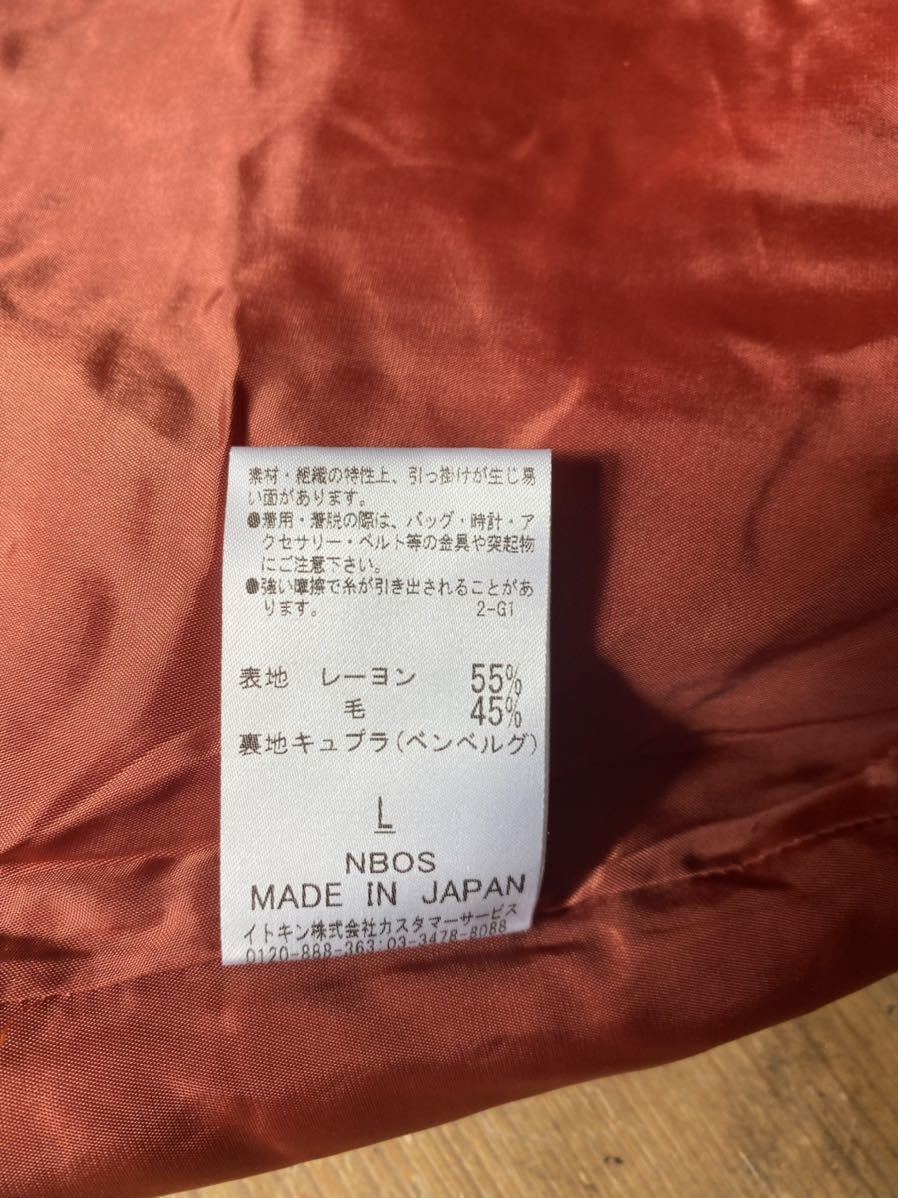 素材・組織の特性上、引っ掛けが生じ易
い面があります。
●着用・着脱の際は、バッグ・時計・ア
クセサリー・ベルト等の金具や突起物
にご注意下さい。
●強い摩擦で糸が引き出されることがあ
ります。 2-G1
表地 レーヨン 55%
毛 45%
裏地キュプラ(ベンベルグ)
L
NBOS
MADE IN JAPAN
イトキン株式会社カスタマーサービス
0120-888-363:03-3478-8088